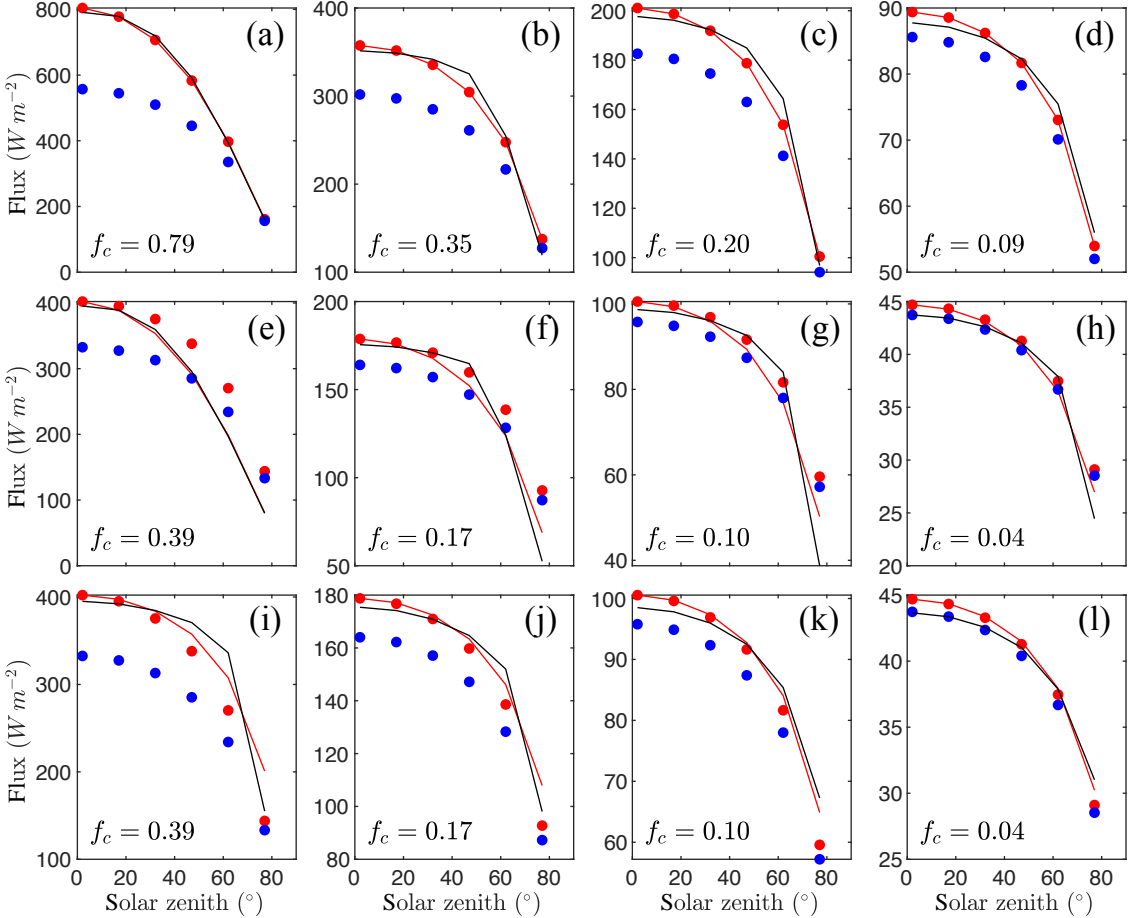 (a) (b) (c) (d)
800 600 400 200 0
400 300 200 100
200 180 160 140 120 100
90 80 70 60 50
Flux (W m⁻²)
f_c = 0.79 f_c = 0.35 f_c = 0.20 f_c = 0.09
(e) (f) (g) (h)
400 300 200 100 0
200 150 100 50
100 80 60 40
45 40 35 30 25 20
Flux (W m⁻²)
f_c = 0.39 f_c = 0.17 f_c = 0.10 f_c = 0.04
(i) (j) (k) (l)
400 300 200 100
180 160 140 120 100 80
100 90 80 70 60
45 40 35 30 25
Flux (W m⁻²)
f_c = 0.39 f_c = 0.17 f_c = 0.10 f_c = 0.04
0 20 40 60 80 0 20 40 60 80 0 20 40 60 80 0 20 40 60 80
Solar zenith (°) Solar zenith (°) Solar zenith (°) Solar zenith (°)